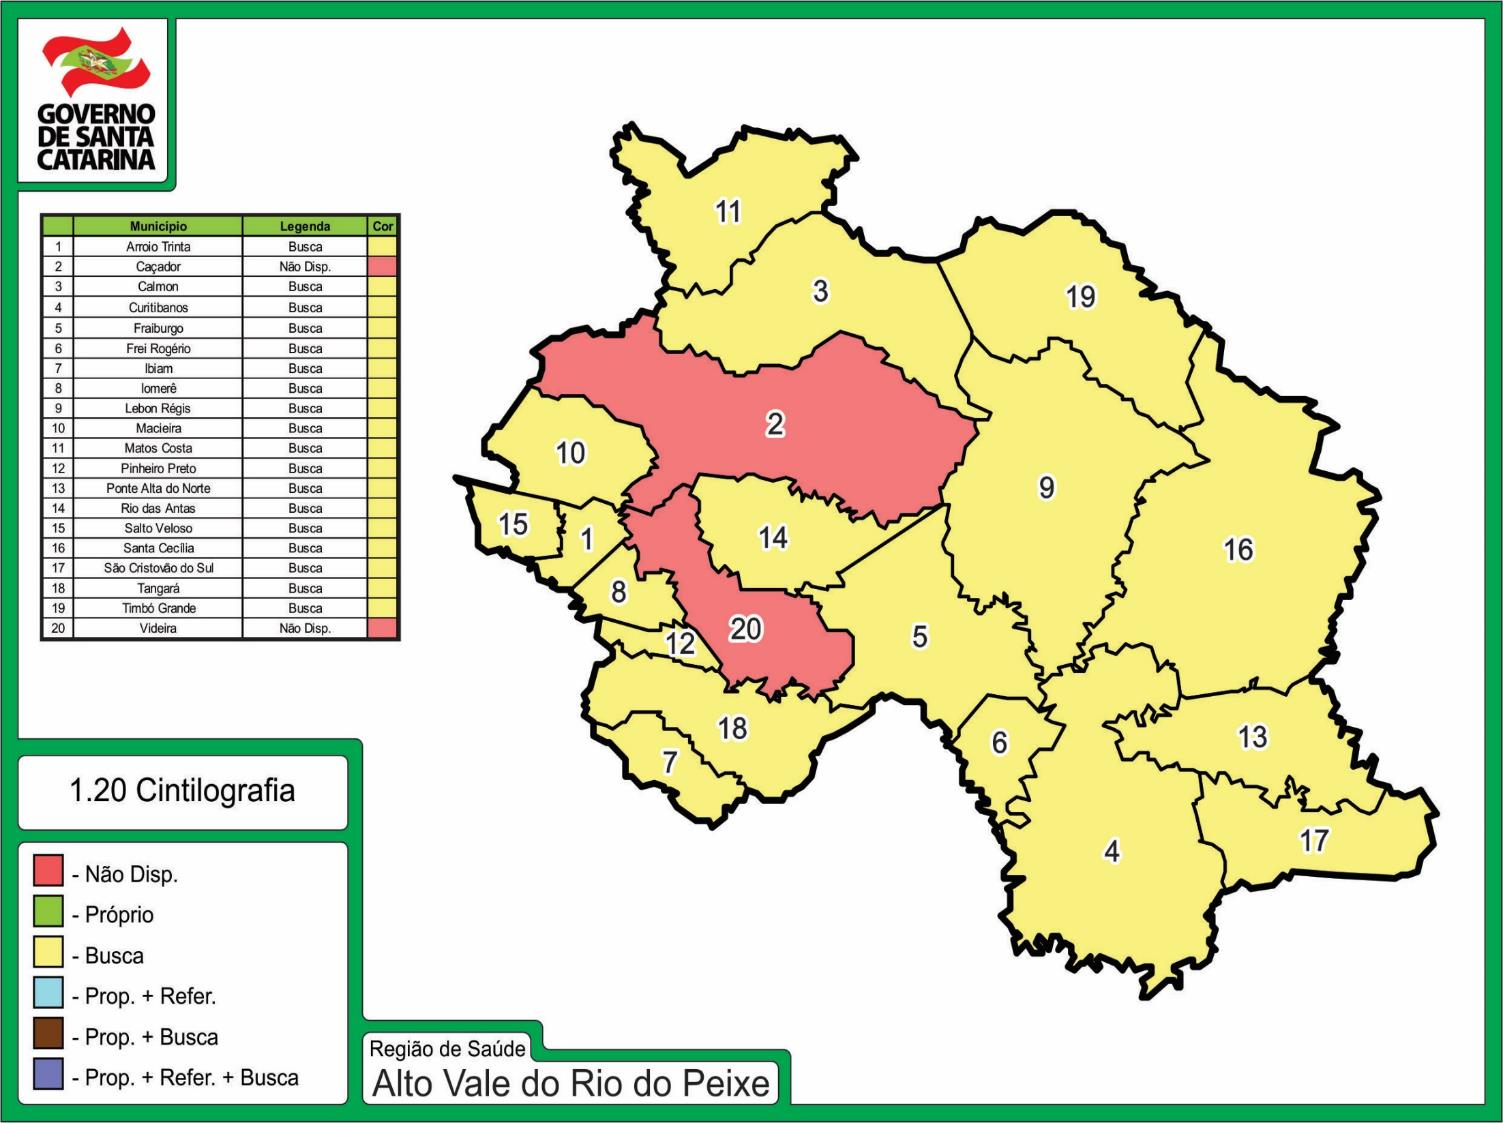 GOVERNO
DE SANTA
CATARINA
Município Legenda Cor
1 Arroio Trinta Busca
2 Caçador Não Disp.
3 Calmon Busca
4 Curitibanos Busca
5 Fraiburgo Busca
6 Frei Rogério Busca
7 Ibiam Busca
8 Iomerê Busca
9 Lebon Régis Busca
10 Macieira Busca
11 Matos Costa Busca
12 Pinheiro Preto Busca
13 Ponte Alta do Norte Busca
14 Rio das Antas Busca
15 Salto Veloso Busca
16 Santa Cecília Busca
17 São Cristovão do Sul Busca
18 Tangará Busca
19 Timbó Grande Busca
20 Videira Não Disp.
11
3
19
2
10
9
15
1
14
16
8
20
12
5
18
6
13
7
4
17
1.20 Cintilografia
- Não Disp.
- Próprio
- Busca
- Prop. + Refer.
- Prop. + Busca
- Prop. + Refer. + Busca
Região de Saúde
Alto Vale do Rio do Peixe